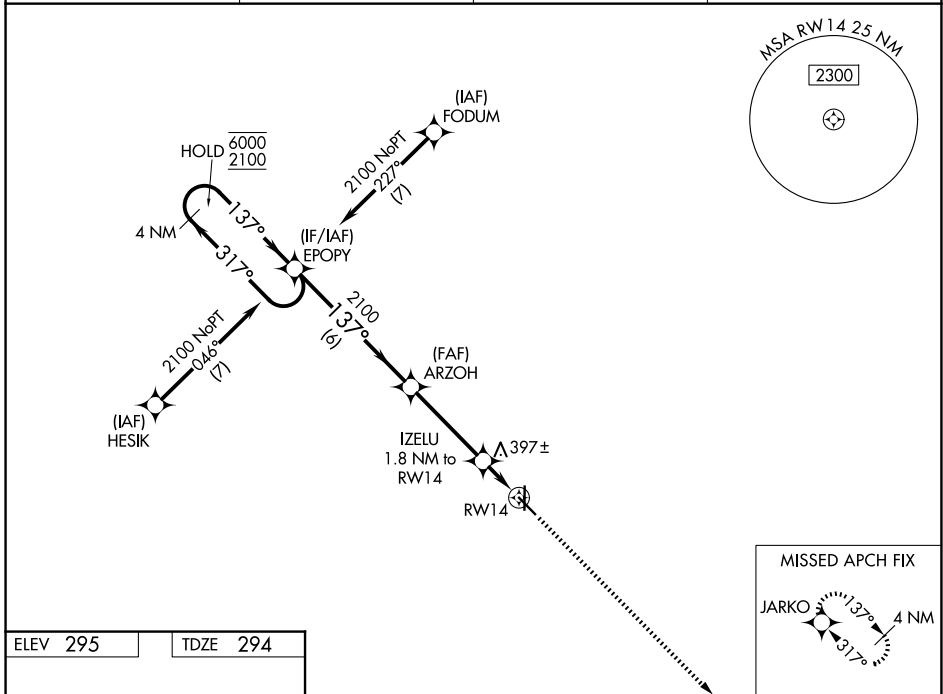 MSA RW14 25 NM
2300
(IAF)
FODUM
2100 NoPT
227°
(7)
HOLD 6000
2100
4 NM
137°
317°
(IF/IAF)
EPOPY
2100
137°
(6)
2100 NoPT
046°
(7)
(IAF)
HESIK
(FAF)
ARZOH
IZELU
1.8 NM to
RW14
397±
RW14
MISSED APCH FIX
JARKO
137°
4 NM
317°
ELEV 295
TDZE 294